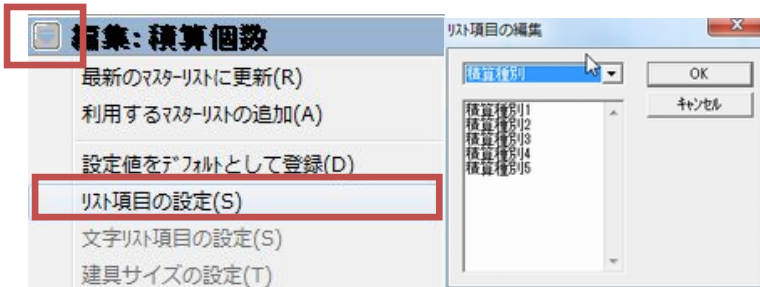 編集: 積算個数
最新のﾏｽﾀｰﾘｽﾄに更新(R)
利用するﾏｽﾀｰﾘｽﾄの追加(A)
設定値をﾃﾞﾌｫﾙﾄとして登録(D)
ﾘｽﾄ項目の設定(S)
文字ﾘｽﾄ項目の設定(S)
建具サイズの設定(T)
ﾘｽﾄ項目の編集
積算種別
OK
ｷｬﾝｾﾙ
積算種別1
積算種別2
積算種別3
積算種別4
積算種別5